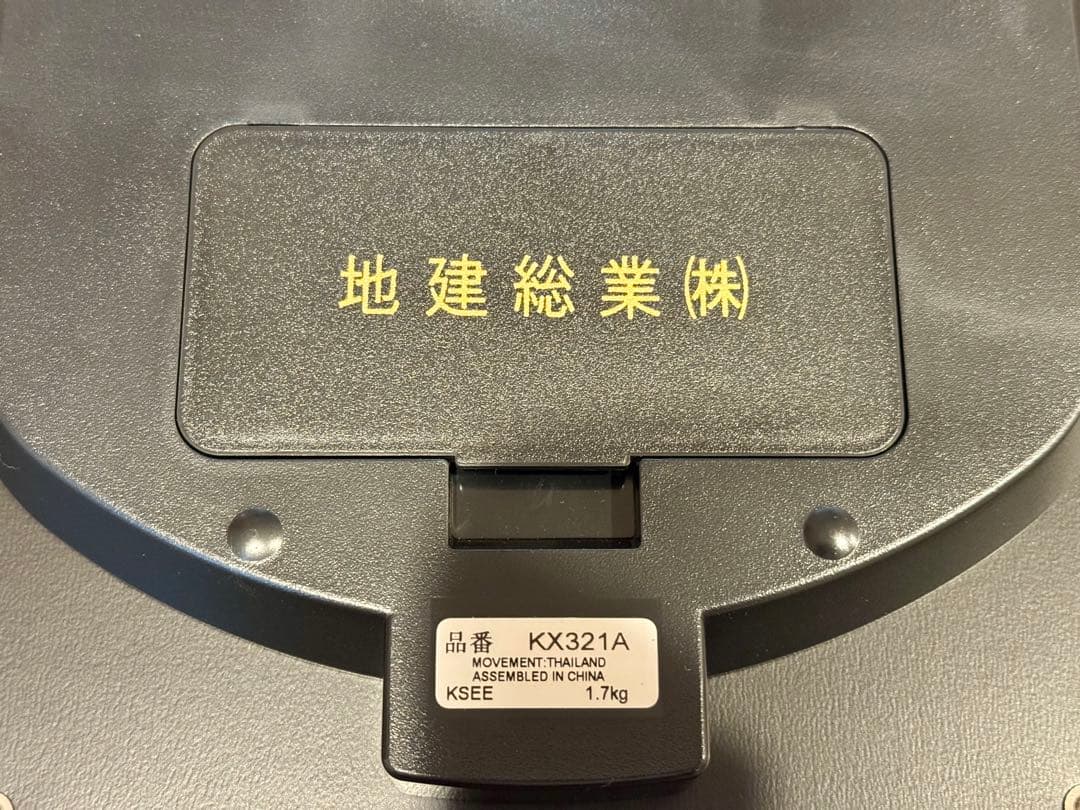 地建総業㈱
品番 KX321A
MOVEMENT:THAILAND
ASSEMBLED IN CHINA
KSEE 1.7kg